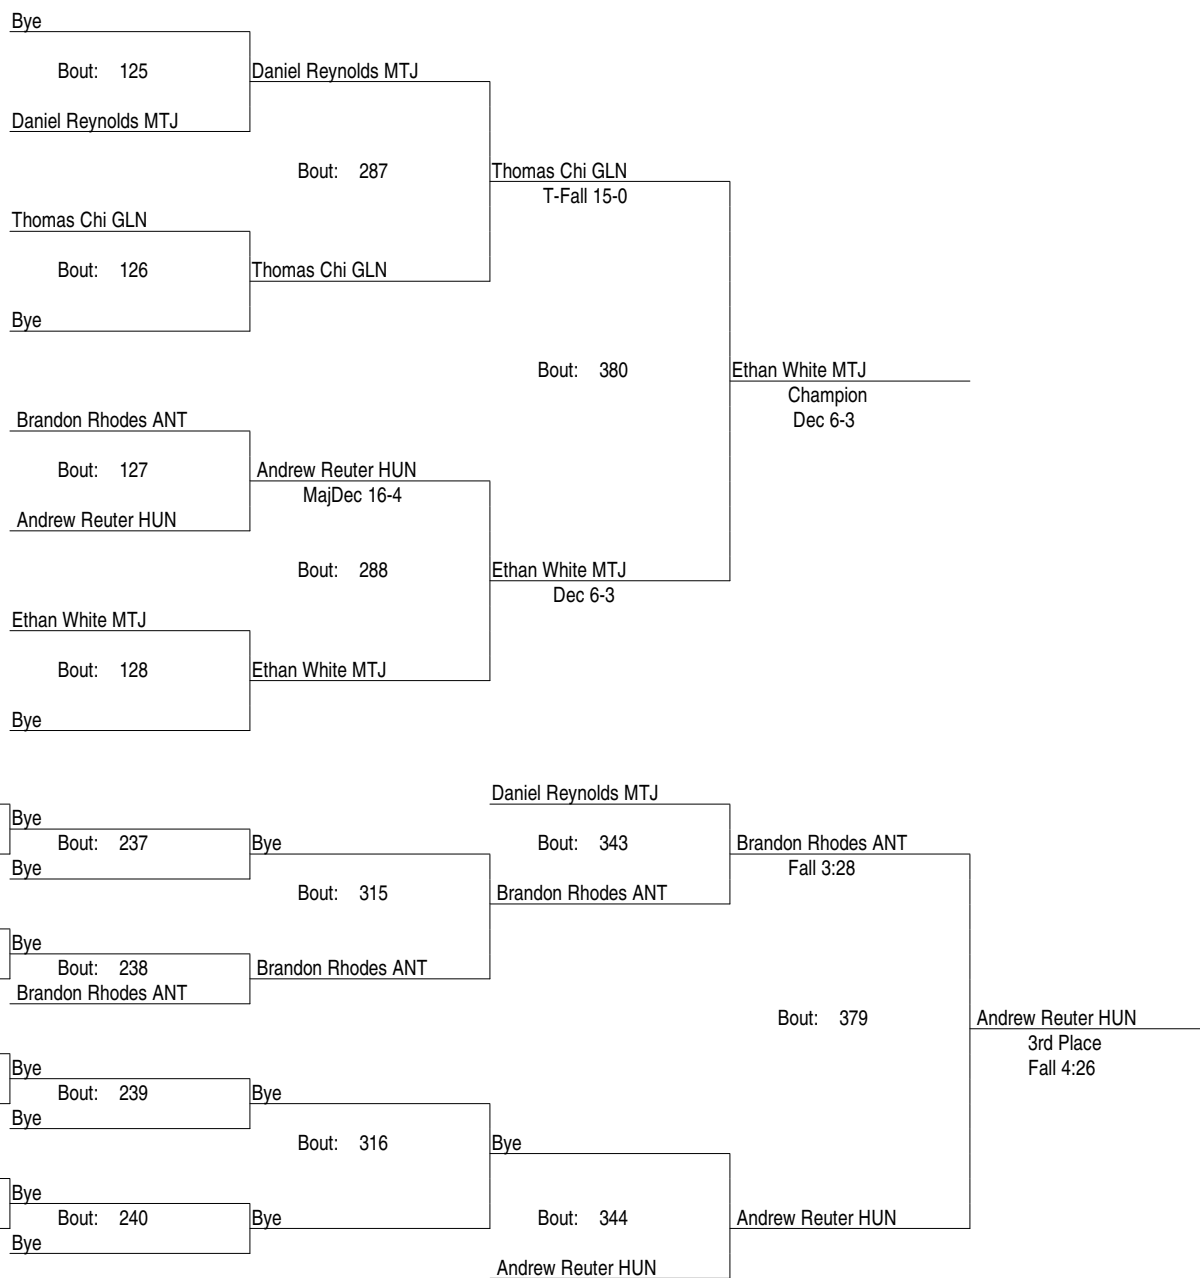 Bye
Bout: 125
Daniel Reynolds MTJ
Daniel Reynolds MTJ
Bout: 287
Thomas Chi GLN
T-Fall 15-0
Thomas Chi GLN
Bout: 126
Thomas Chi GLN
Bye
Bout: 380
Ethan White MTJ
Champion
Dec 6-3
Brandon Rhodes ANT
Bout: 127
Andrew Reuter HUN
MajDec 16-4
Andrew Reuter HUN
Bout: 288
Ethan White MTJ
Dec 6-3
Ethan White MTJ
Bout: 128
Ethan White MTJ
Bye
Daniel Reynolds MTJ
Bye
Bout: 237
Bye
Bout: 343
Brandon Rhodes ANT
Fall 3:28
Bye
Bout: 315
Brandon Rhodes ANT
Bye
Bout: 238
Brandon Rhodes ANT
Brandon Rhodes ANT
Bout: 379
Andrew Reuter HUN
3rd Place
Fall 4:26
Bye
Bout: 239
Bye
Bye
Bout: 316
Bye
Bye
Bout: 240
Bye
Bout: 344
Andrew Reuter HUN
Bye
Andrew Reuter HUN